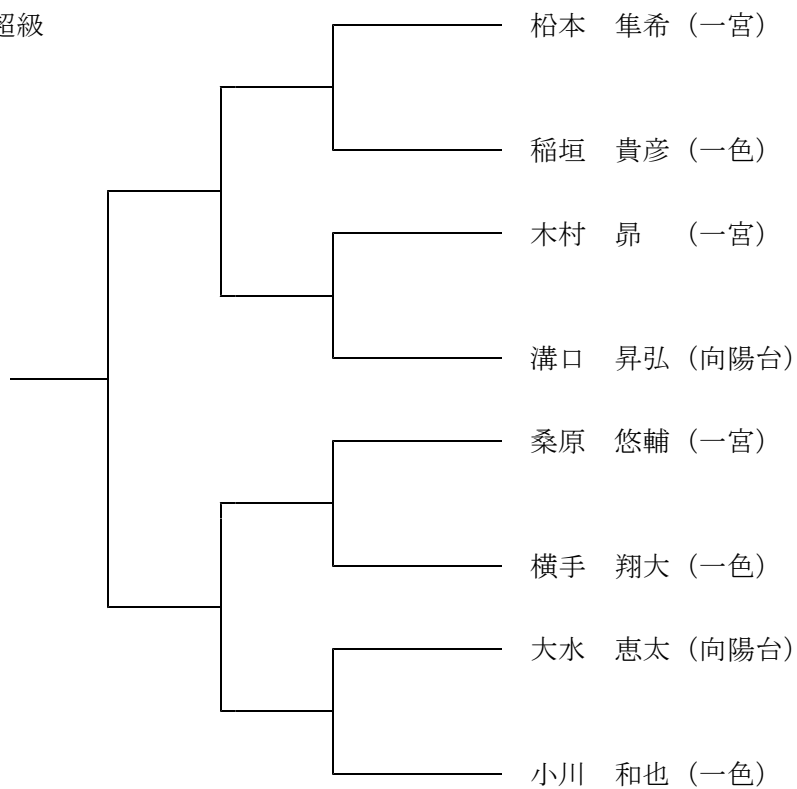 超級
柗本 隼希（一宮）
稲垣 貴彦（一色）
木村 昴 （一宮）
溝口 昇弘（向陽台）
桑原 悠輔（一宮）
横手 翔大（一色）
大水 恵太（向陽台）
小川 和也（一色）